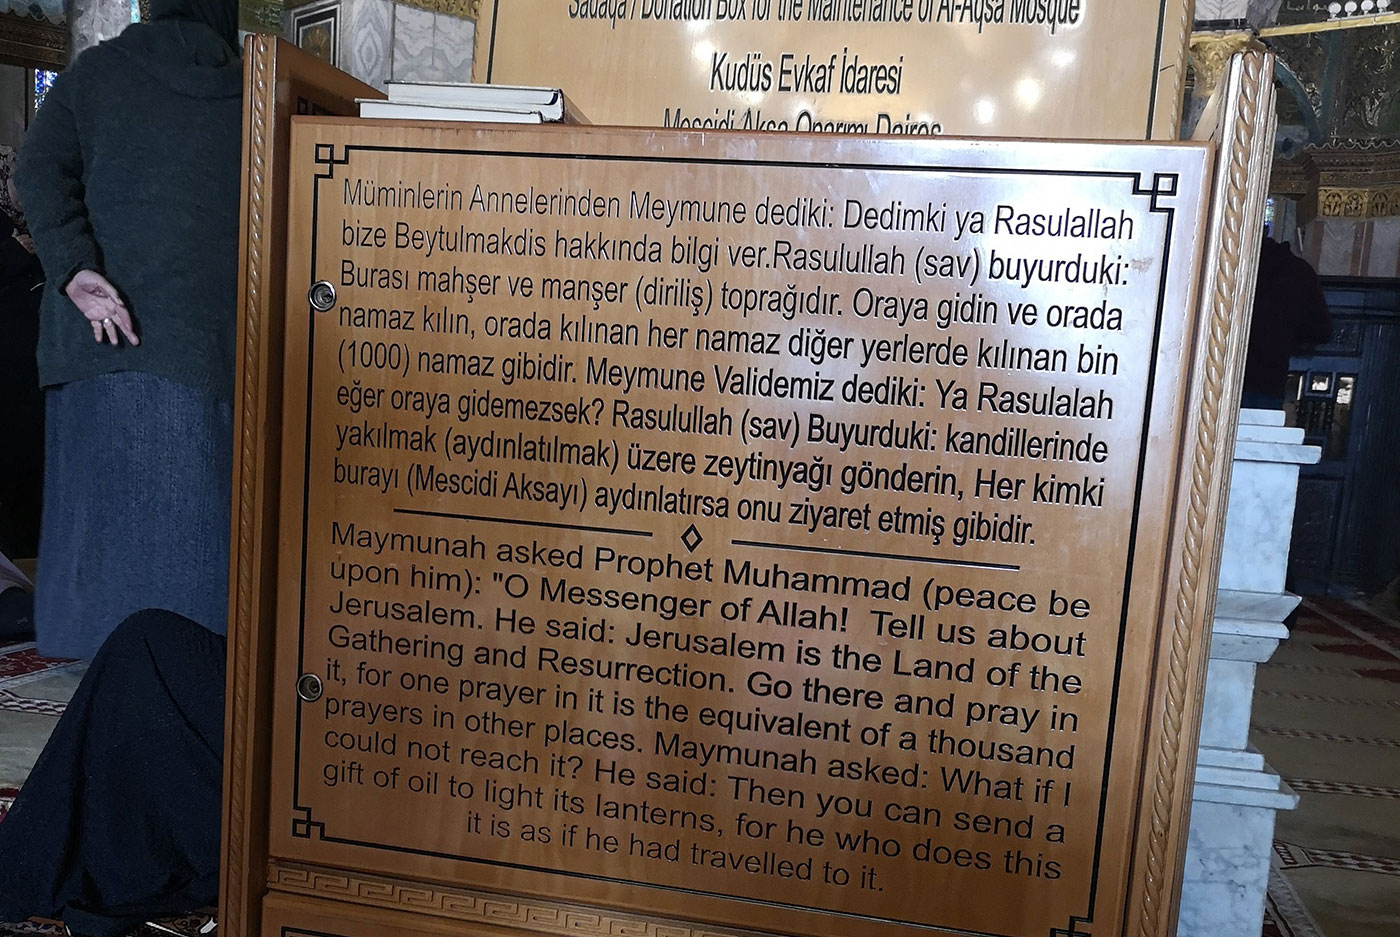 Sadaqa / Donation Box for the Maintenance of Al-Aqsa Mosque
Kudüs Evkaf İdaresi
Mescidi Aksa Onarımı Daires
Müminlerin Annelerinden Meymune dediki: Dedimki ya Rasulallah
bize Beytulmakdis hakkında bilgi ver.Rasulullah (sav) buyurduki:
Burası mahşer ve manşer (diriliş) toprağıdır. Oraya gidin ve orada
namaz kılın, orada kılınan her namaz diğer yerlerde kılınan bin
(1000) namaz gibidir. Meymune Validemiz dediki: Ya Rasulalah
eğer oraya gidemezsek? Rasulullah (sav) Buyurduki: kandillerinde
yakılmak (aydınlatılmak) üzere zeytinyağı gönderin, Her kimki
burayı (Mescidi Aksayı) aydınlatırsa onu ziyaret etmiş gibidir.
Maymunah asked Prophet Muhammad (peace be
upon him): "O Messenger of Allah! Tell us about
Jerusalem. He said: Jerusalem is the Land of the
Gathering and Resurrection. Go there and pray in
it, for one prayer in it is the equivalent of a thousand
prayers in other places. Maymunah asked: What if I
could not reach it? He said: Then you can send a
gift of oil to light its lanterns, for he who does this
it is as if he had travelled to it.